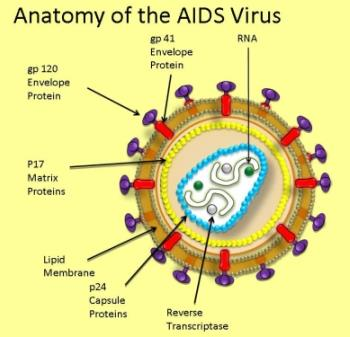 Anatomy of the AIDS Virus
gp 41
Envelope
Protein
RNA
gp 120
Envelope
Protein
P17
Matrix
Proteins
Lipid
Membrane
p24
Capsule
Proteins
Reverse
Transcriptase